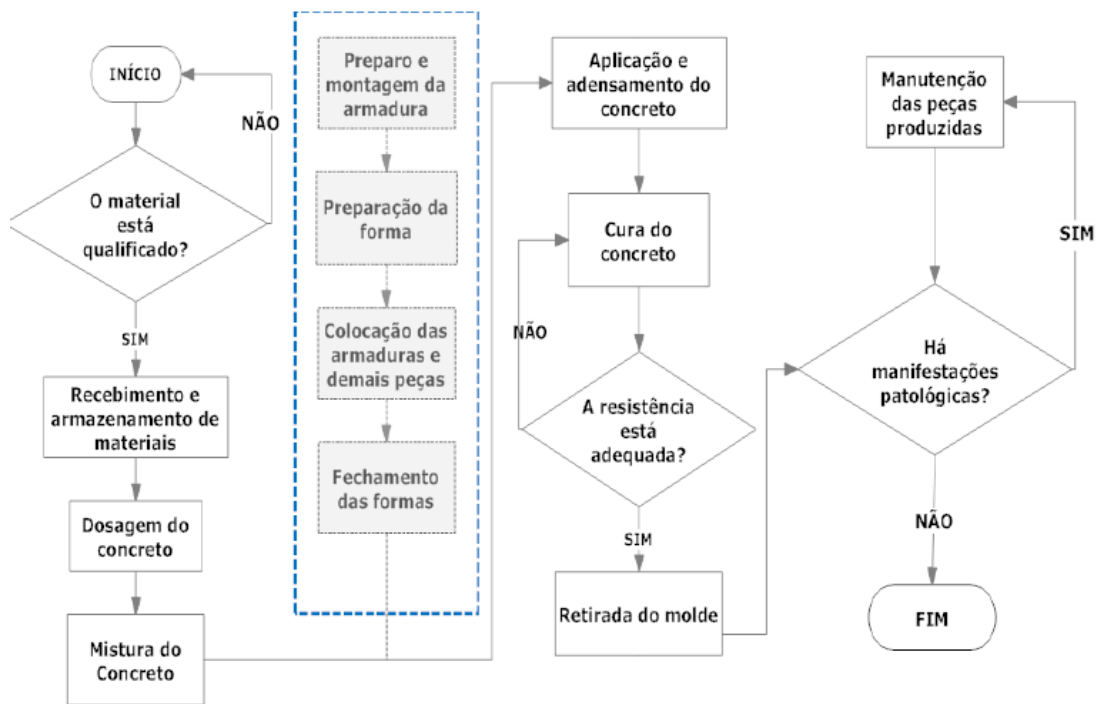 INÍCIO
NÃO
O material
está
qualificado?
SIM
Recebimento e
armazenamento de
materiais
Dosagem do
concreto
Mistura do
Concreto
Preparo e
montagem da
armadura
Preparação da
forma
Colocação das
armaduras e
demais peças
Fechamento
das formas
Aplicação e
adensamento do
concreto
Cura do
concreto
NÃO
A resistência
está
adequada?
SIM
Retirada do molde
Manutenção
das peças
produzidas
SIM
Há
manifestações
patológicas?
NÃO
FIM